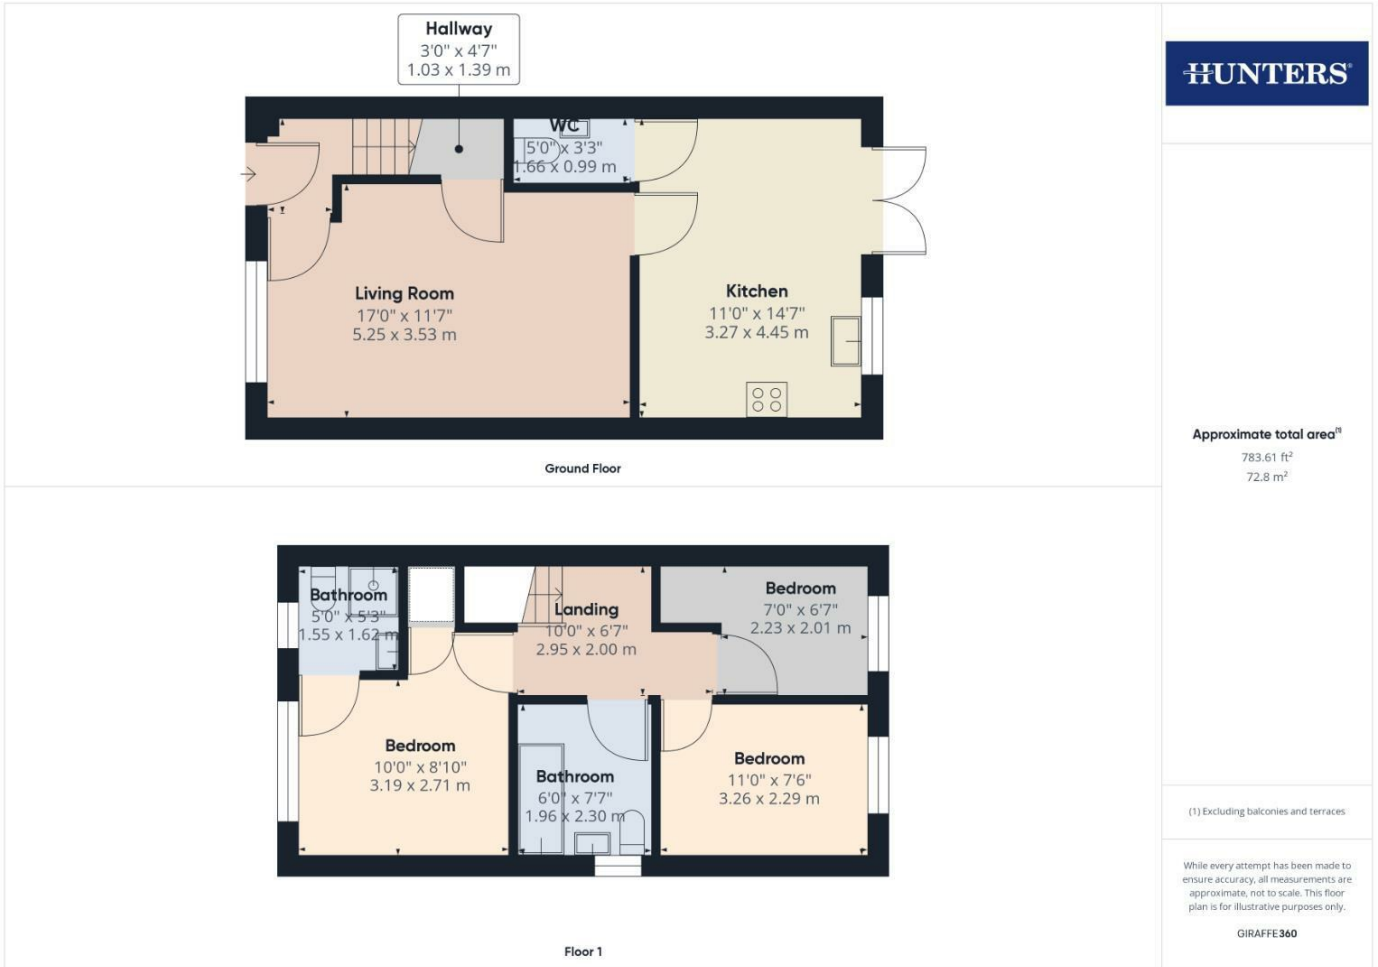 Hallway
3'0" x 4'7"
1.03 x 1.39 m
WC
5'0" x 3'3"
1.66 x 0.99 m
Living Room
17'0" x 11'7"
5.25 x 3.53 m
Kitchen
11'0" x 14'7"
3.27 x 4.45 m
Ground Floor
Bathroom
5'0" x 5'3"
1.55 x 1.62 m
Landing
10'0" x 6'7"
2.95 x 2.00 m
Bedroom
7'0" x 6'7"
2.23 x 2.01 m
Bedroom
10'0" x 8'10"
3.19 x 2.71 m
Bathroom
6'0" x 7'7"
1.96 x 2.30 m
Bedroom
11'0" x 7'6"
3.26 x 2.29 m
Floor 1
HUNTERS®
Approximate total area⁽¹⁾
783.61 ft²
72.8 m²
(1) Excluding balconies and terraces
While every attempt has been made to
ensure accuracy, all measurements are
approximate, not to scale. This floor
plan is for illustrative purposes only.
GIRAFFE360